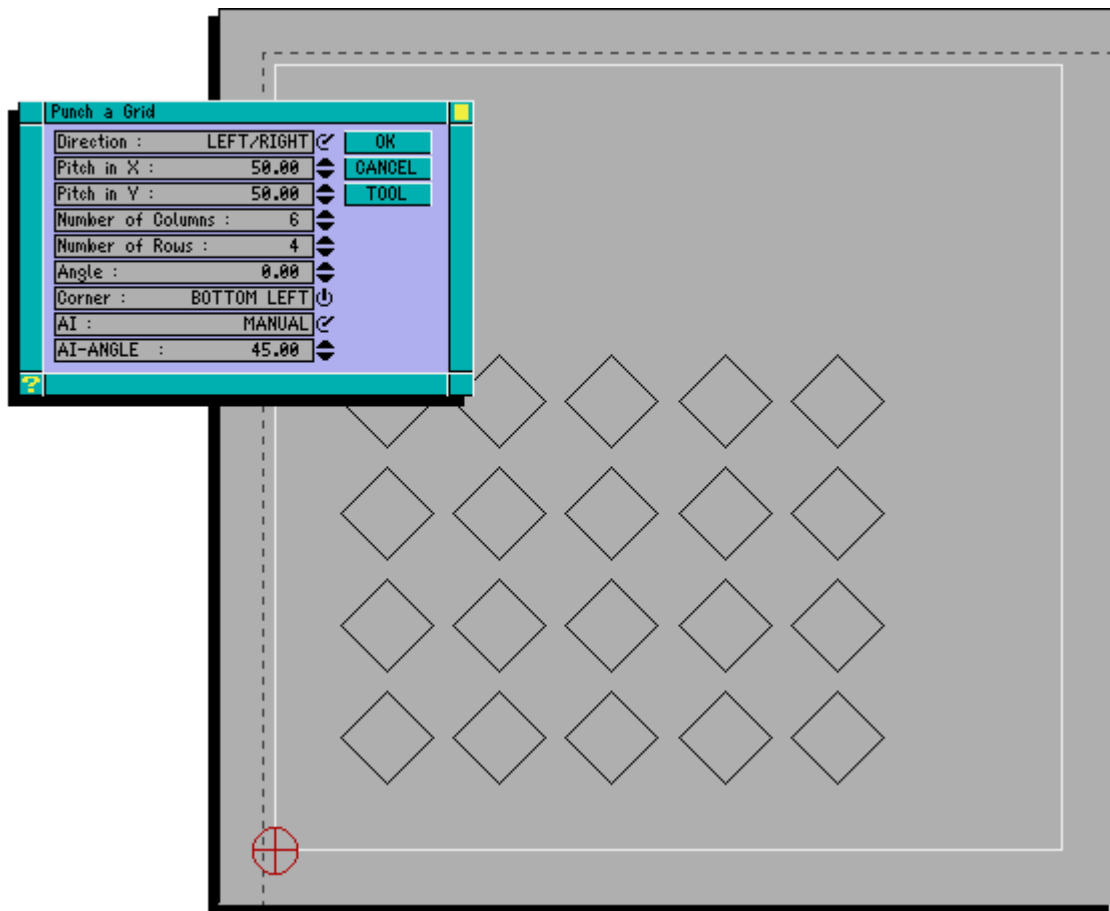 Punch a Grid
Direction : LEFT/RIGHT OK
Pitch in X : 50.00 CANCEL
Pitch in Y : 50.00 TOOL
Number of Columns : 6
Number of Rows : 4
Angle : 0.00
Corner : BOTTOM LEFT
AI : MANUAL
AI-ANGLE : 45.00
?